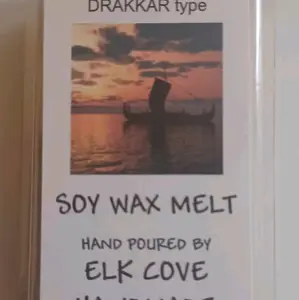 DRAKKAR type
SOY WAX MELT
HAND POURED BY
ELK COVE